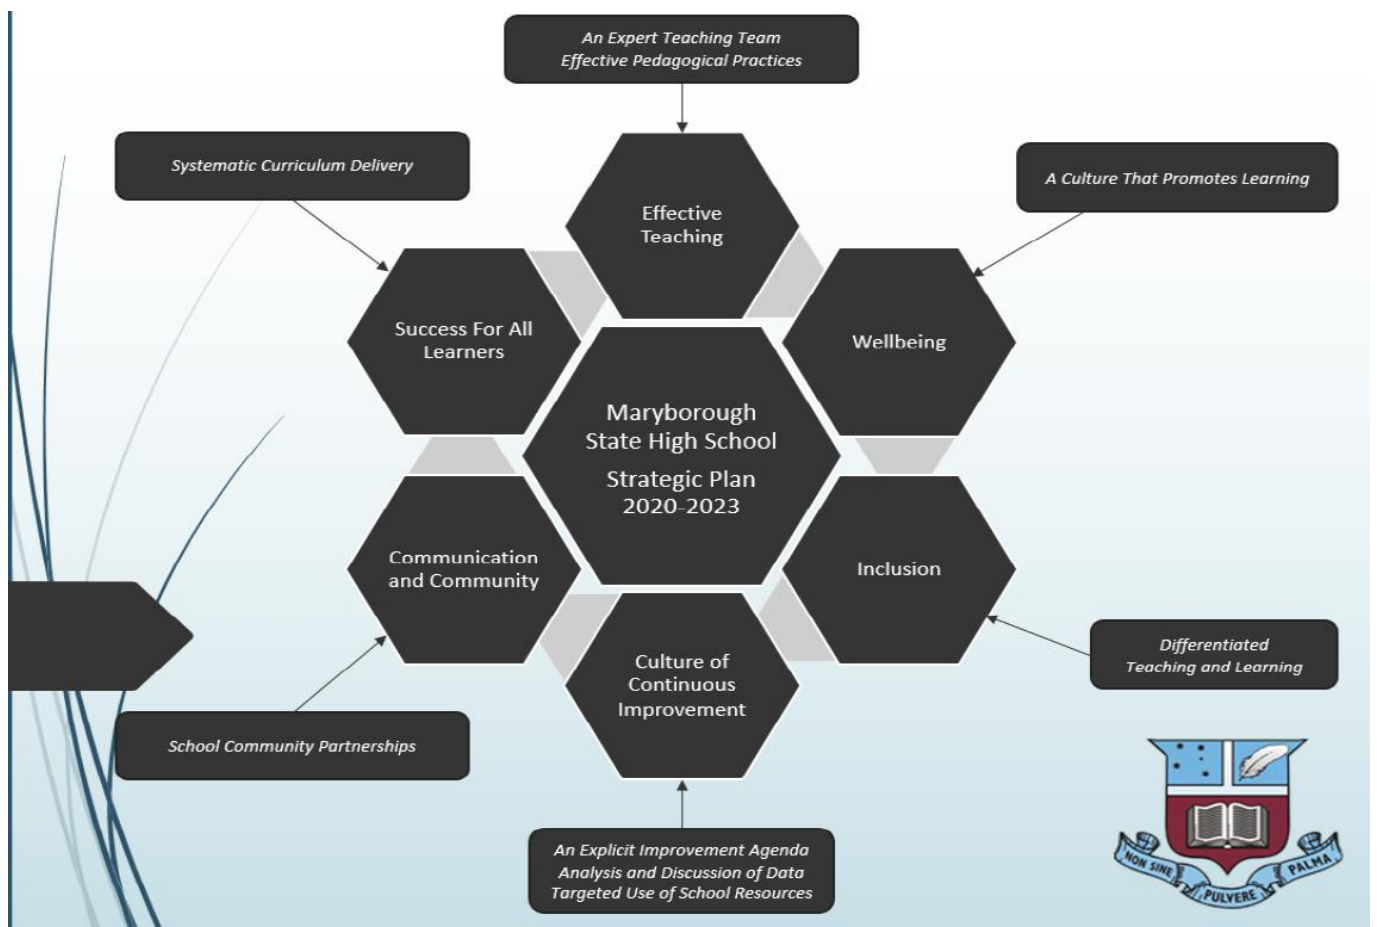 An Expert Teaching Team
Effective Pedagogical Practices
Systematic Curriculum Delivery
A Culture That Promotes Learning
Effective
Teaching
Success For All
Learners
Wellbeing
Maryborough
State High School
Strategic Plan
2020-2023
Communication
and Community
Inclusion
Culture of
Continuous
Improvement
Differentiated
Teaching and Learning
School Community Partnerships
An Explicit Improvement Agenda
Analysis and Discussion of Data
Targeted Use of School Resources
NON SINE
PULVERE
PALMA